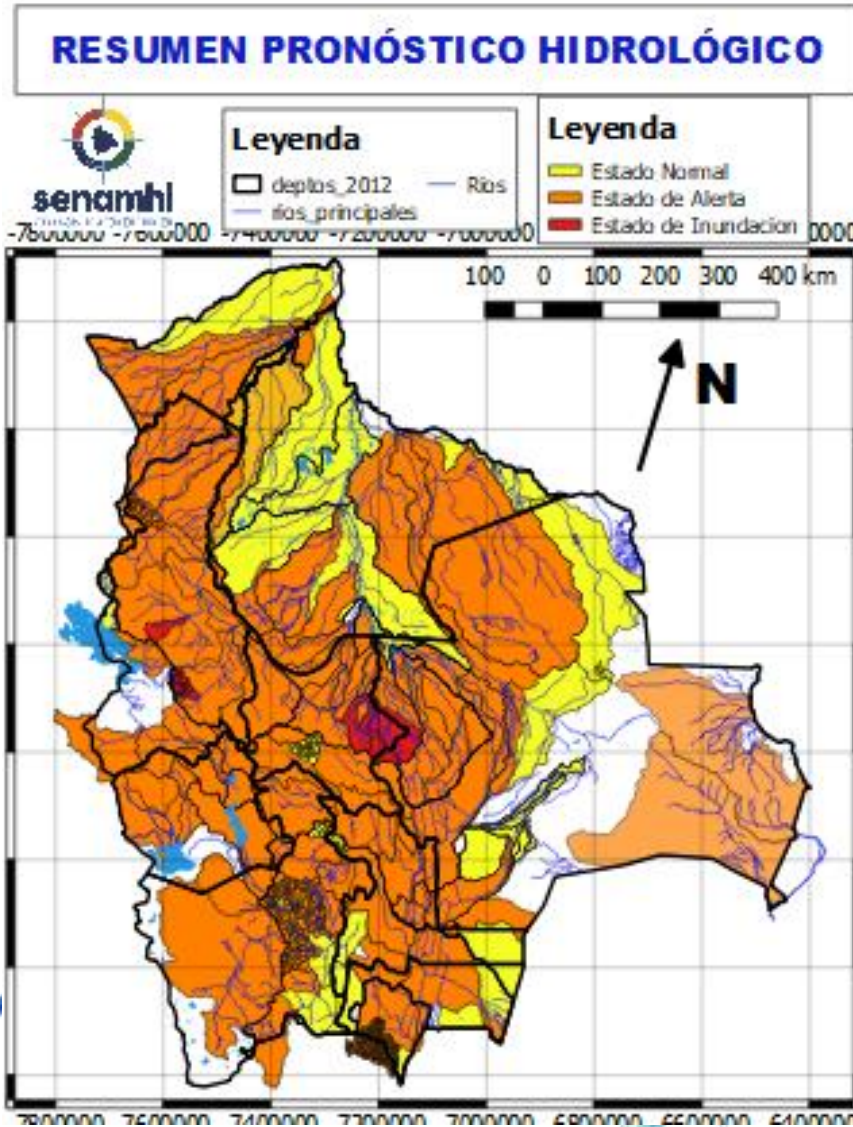 RESUMEN PRONÓSTICO HIDROLÓGICO
senamhi
Leyenda
deptos_2012
Rios
rios_principales
Leyenda
Estado Normal
Estado de Alerta
Estado de Inundacion
-7800000 -7600000 -7400000 -7200000 -7000000
100 0 100 200 300 400 km
N
-7800000 -7600000 -7400000 -7200000 -7000000 -6800000 -6600000 -6400000